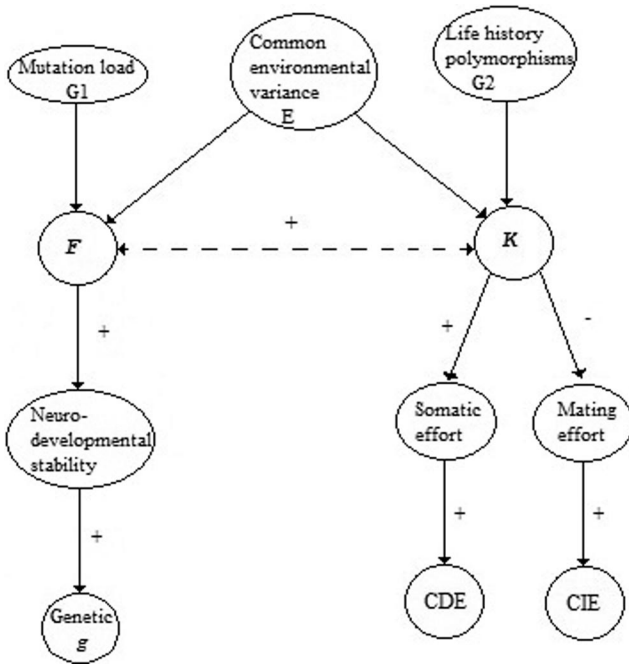 Mutation load
G1
Common
environmental
variance
E
Life history
polymorphisms
G2
F
+
K
+
+
-
Neuro-
developmental
stability
Somatic
effort
Mating
effort
+
+
+
Genetic
g
CDE
CIE